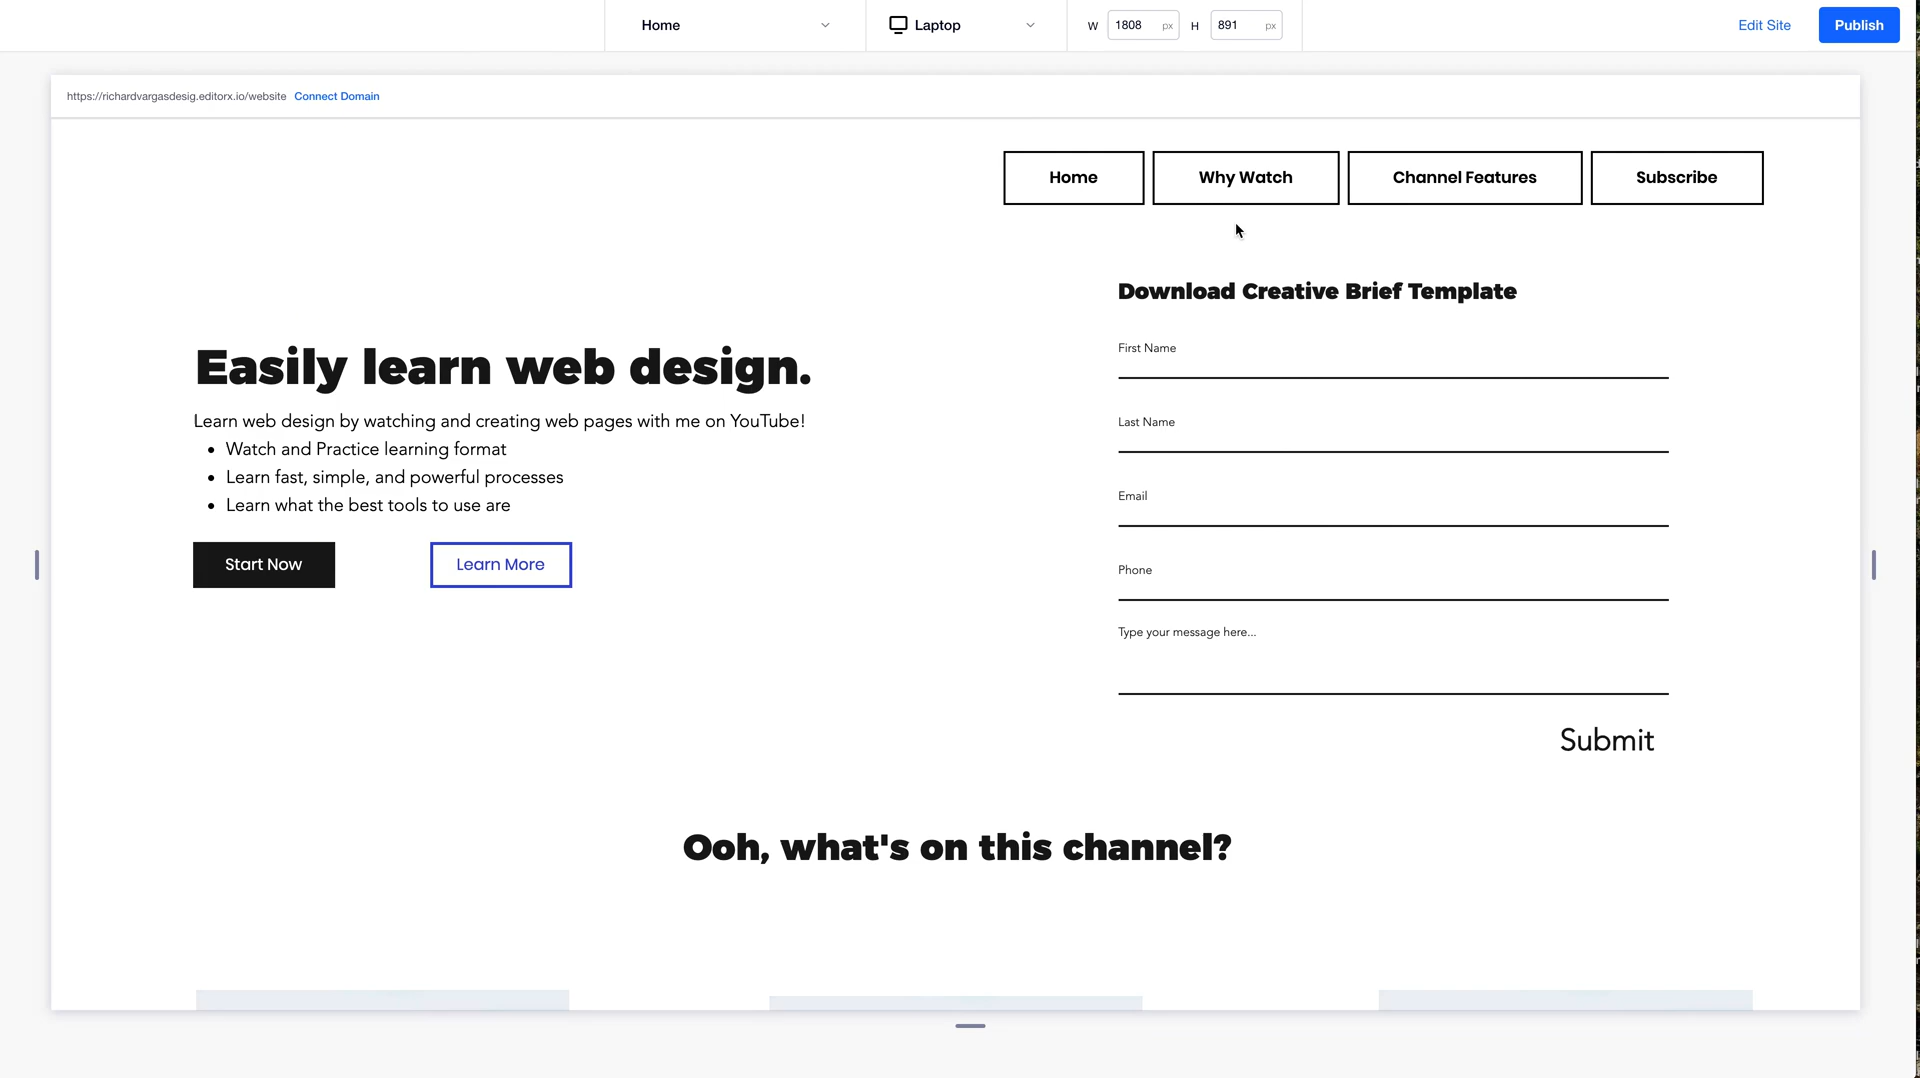 Home
Laptop
W 1808 px H 891 px
Edit Site
Publish
https://richardvargasdesig.editorx.io/website Connect Domain
Home
Why Watch
Channel Features
Subscribe
Easily learn web design.
Learn web design by watching and creating web pages with me on YouTube!
• Watch and Practice learning format
• Learn fast, simple, and powerful processes
• Learn what the best tools to use are
Start Now
Learn More
Download Creative Brief Template
First Name
Last Name
Email
Phone
Type your message here...
Submit
Ooh, what's on this channel?